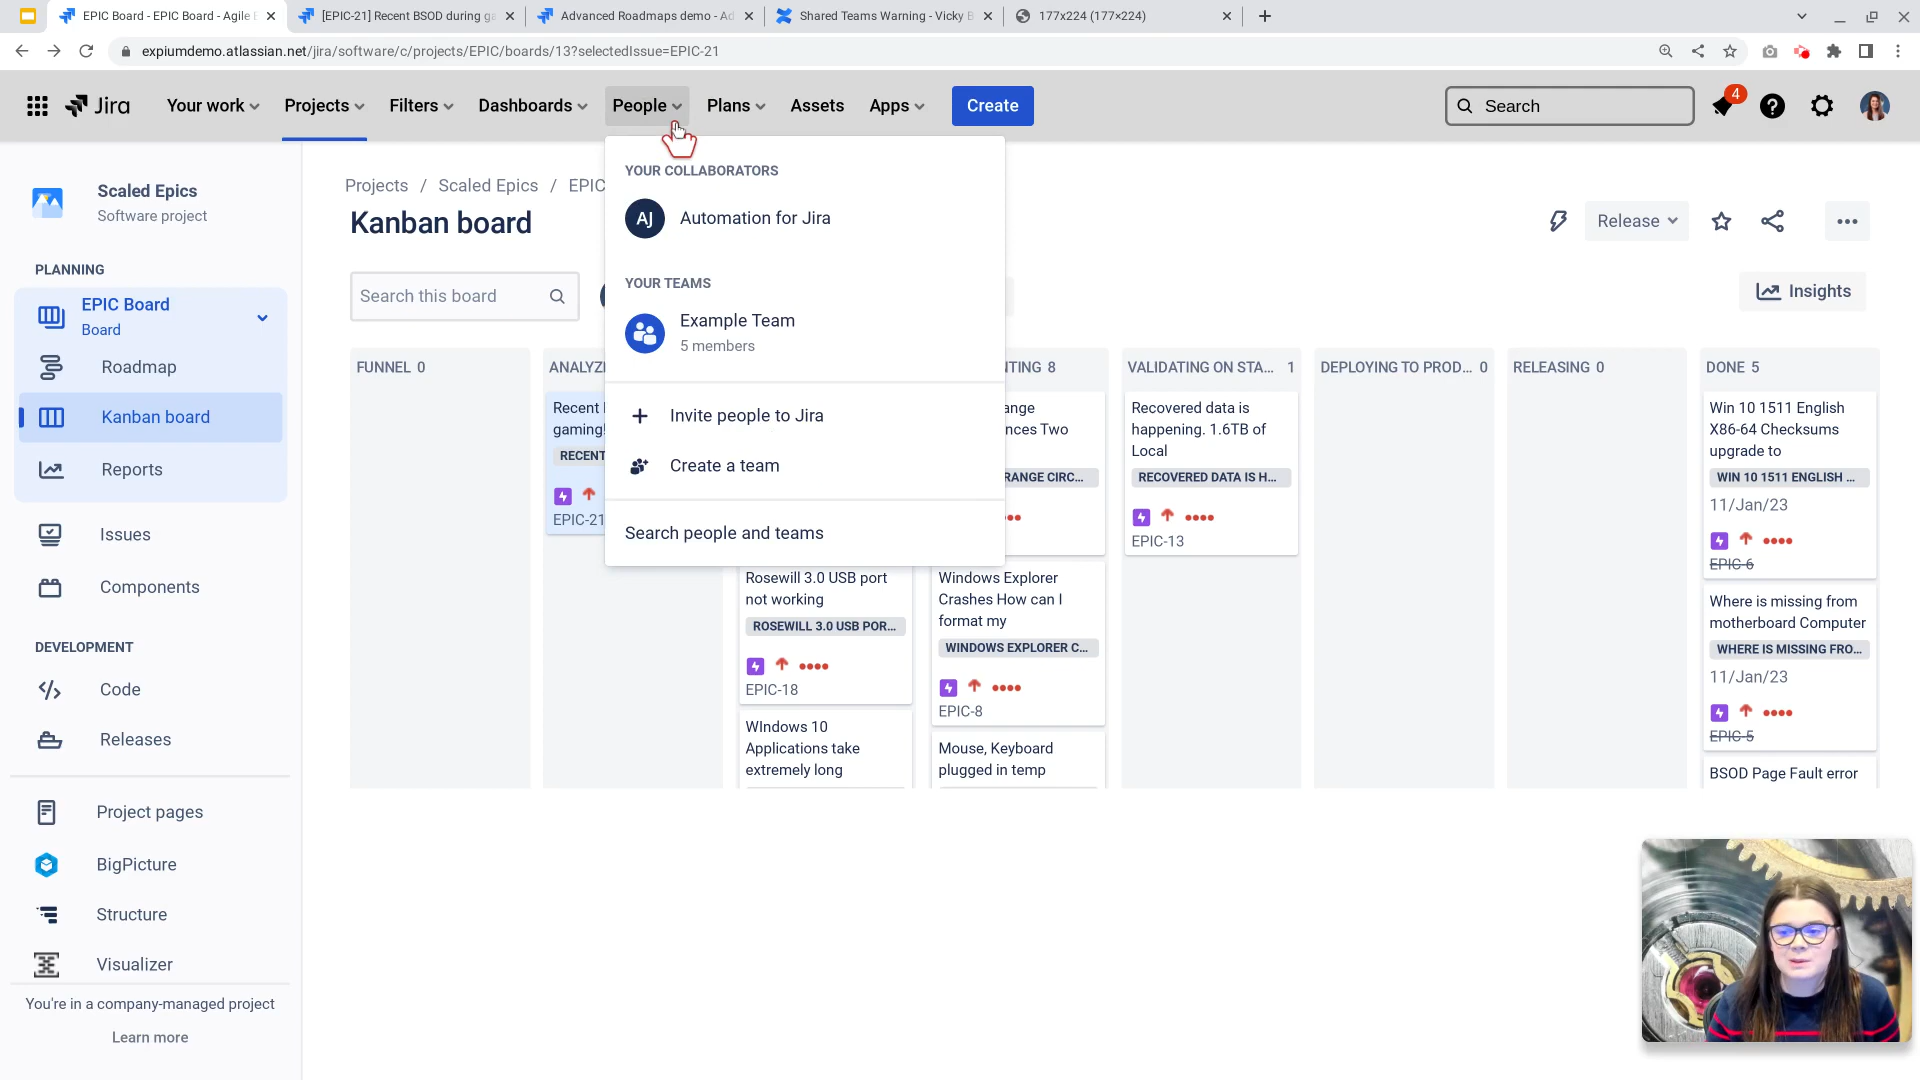 EPIC Board - EPIC Board - Agile B
[EPIC-21] Recent BSOD during ga
Advanced Roadmaps demo - Ad
Shared Teams Warning - Vicky B
177x224 (177×224)
expiumdemo.atlassian.net/jira/software/c/projects/EPIC/boards/13?selectedIssue=EPIC-21
Jira
Your work
Projects
Filters
Dashboards
People
Plans
Assets
Apps
Create
Search
4
Scaled Epics
Software project
PLANNING
EPIC Board
Board
Roadmap
Kanban board
Reports
Issues
Components
DEVELOPMENT
Code
Releases
Project pages
BigPicture
Structure
Visualizer
You're in a company-managed project
Learn more
Projects / Scaled Epics / EPIC
Kanban board
Release
Search this board
Insights
YOUR COLLABORATORS
AJ Automation for Jira
YOUR TEAMS
Example Team
5 members
Invite people to Jira
Create a team
Search people and teams
FUNNEL 0
ANALYZI
Recent
gaming!
RECENT
EPIC-21
Rosewill 3.0 USB port
not working
ROSEWILL 3.0 USB POR...
EPIC-18
WIndows 10
Applications take
extremely long
NTING 8
ange
nces Two
RANGE CIRC...
Windows Explorer
Crashes How can I
format my
WINDOWS EXPLORER C...
EPIC-8
Mouse, Keyboard
plugged in temp
VALIDATING ON STA... 1
Recovered data is
happening. 1.6TB of
Local
RECOVERED DATA IS H...
EPIC-13
DEPLOYING TO PROD... 0
RELEASING 0
DONE 5
Win 10 1511 English
X86-64 Checksums
upgrade to
WIN 10 1511 ENGLISH ...
11/Jan/23
EPIC-6
Where is missing from
motherboard Computer
WHERE IS MISSING FRO...
11/Jan/23
EPIC-5
BSOD Page Fault error